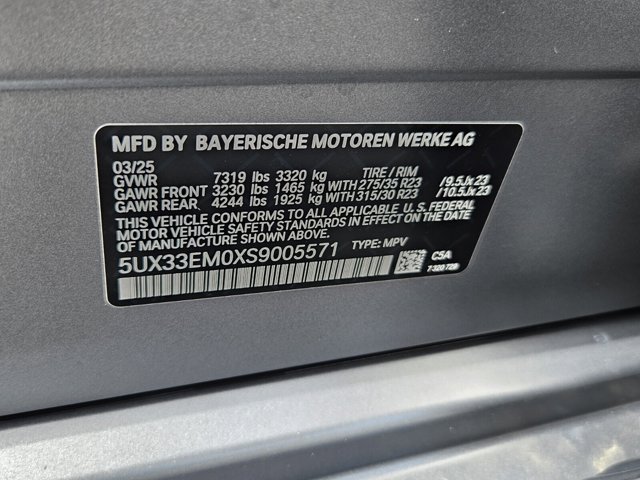 MFD BY BAYERISCHE MOTOREN WERKE AG
03/25
GVWR 7319 lbs 3320 kg TIRE / RIM
GAWR FRONT 3230 lbs 1465 kg WITH 275/35 R23 /9.5Jx23
GAWR REAR 4244 lbs 1925 kg WITH 315/30 R23 /10.5Jx23
THIS VEHICLE CONFORMS TO ALL APPLICABLE U. S. FEDERAL
MOTOR VEHICLE SAFETY STANDARDS IN EFFECT ON THE
DATE OF MANUFACTURE SHOWN ABOVE.
5UX33EM0XS9005571 TYPE: MPV
C5A
7 320 728